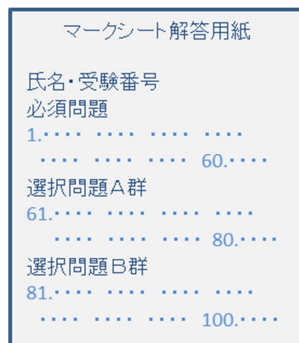 マークシート解答用紙
氏名・受験番号
必須問題
1.‥‥ ‥‥ ‥‥ ‥‥
‥‥ ‥‥ ‥‥ 60.‥‥
選択問題A群
61.‥‥ ‥‥ ‥‥ ‥‥
‥‥ ‥‥ ‥‥ 80.‥‥
選択問題B群
81.‥‥ ‥‥ ‥‥ ‥‥
‥‥ ‥‥ ‥‥ 100.‥‥